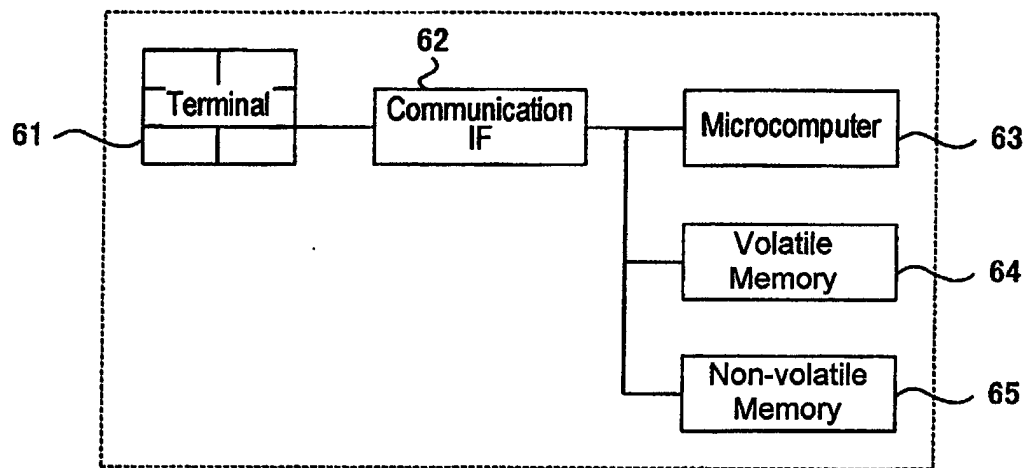 62
Terminal
61
Communication
IF
Microcomputer
63
Volatile
Memory
64
Non-volatile
Memory
65